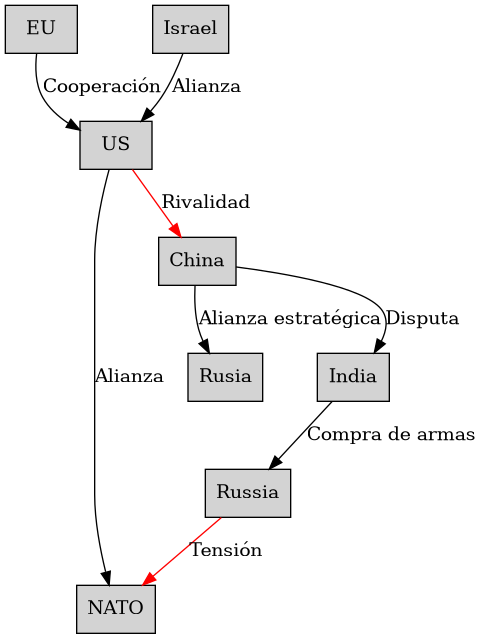 EU
Israel
Cooperación
Alianza
US
Rivalidad
China
Alianza estratégica
Disputa
Alianza
Rusia
India
Compra de armas
Russia
Tensión
NATO